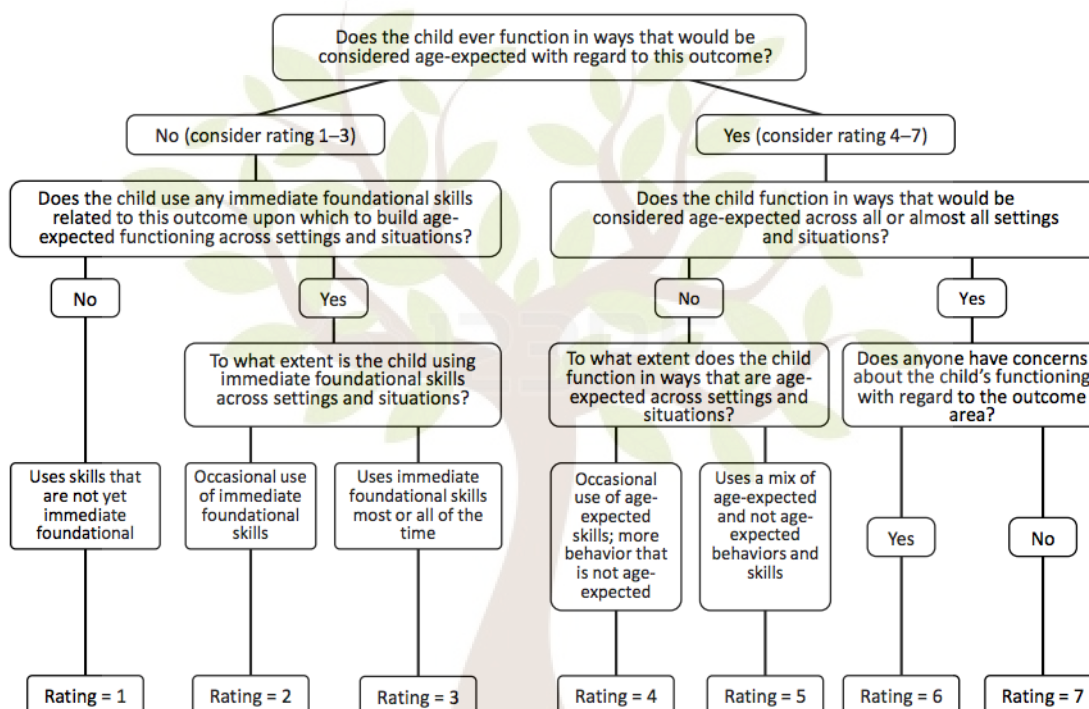 Does the child ever function in ways that would be
considered age-expected with regard to this outcome?
No (consider rating 1–3)
Yes (consider rating 4–7)
Does the child use any immediate foundational skills
related to this outcome upon which to build age-
expected functioning across settings and situations?
Does the child function in ways that would be
considered age-expected across all or almost all settings
and situations?
No
Yes
No
Yes
To what extent is the child using
immediate foundational skills
across settings and situations?
To what extent does the child
function in ways that are age-
expected across settings and
situations?
Does anyone have concerns
about the child's functioning
with regard to the outcome
area?
Uses skills that
are not yet
immediate
foundational
Occasional use
of immediate
foundational
skills
Uses immediate
foundational skills
most or all of the
time
Occasional
use of age-
expected
skills; more
behavior that
is not age-
expected
Uses a mix of
age-expected
and not age-
expected
behaviors and
skills
Yes
No
Rating = 1
Rating = 2
Rating = 3
Rating = 4
Rating = 5
Rating = 6
Rating = 7